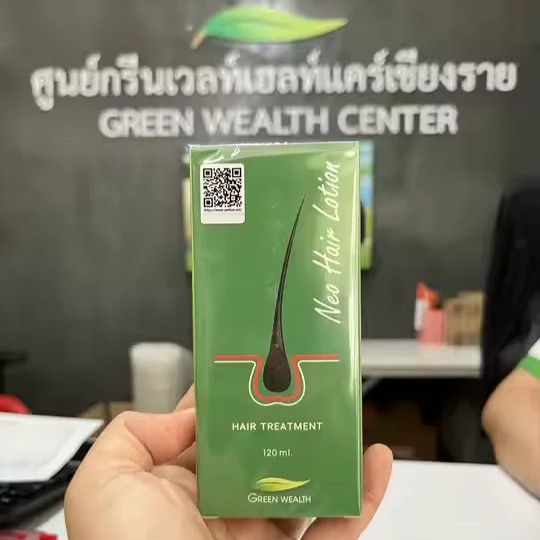 ศูนย์กรีนเวลท์เฮลท์แคร์เชียงราย
GREEN WEALTH CENTER
Neo Hair Lotion
HAIR TREATMENT
120 ml.
GREEN WEALTH